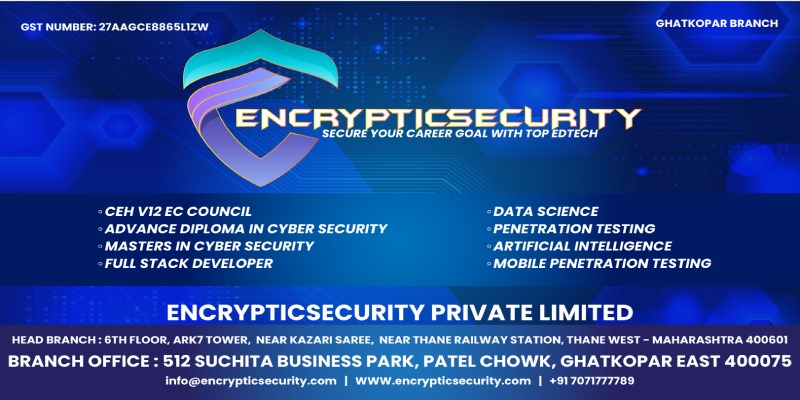 GST NUMBER: 27AAGCE8865L1ZW
GHATKOPAR BRANCH
ENCRYPTICSECURITY
SECURE YOUR CAREER GOAL WITH TOP EDTECH
◦ CEH V12 EC COUNCIL
◦ ADVANCE DIPLOMA IN CYBER SECURITY
◦ MASTERS IN CYBER SECURITY
◦ FULL STACK DEVELOPER
◦ DATA SCIENCE
◦ PENETRATION TESTING
◦ ARTIFICIAL INTELLIGENCE
◦ MOBILE PENETRATION TESTING
ENCRYPTICSECURITY PRIVATE LIMITED
HEAD BRANCH : 6TH FLOOR, ARK7 TOWER, NEAR KAZARI SAREE, NEAR THANE RAILWAY STATION, THANE WEST - MAHARASHTRA 400601
BRANCH OFFICE : 512 SUCHITA BUSINESS PARK, PATEL CHOWK, GHATKOPAR EAST 400075
info@encrypticsecurity.com | WWW.encrypticsecurity.com | +91 7071777789